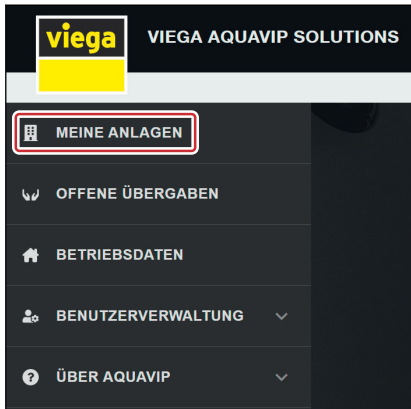 viega
VIEGA AQUAVIP SOLUTIONS
MEINE ANLAGEN
OFFENE ÜBERGABEN
BETRIEBSDATEN
BENUTZERVERWALTUNG
ÜBER AQUAVIP